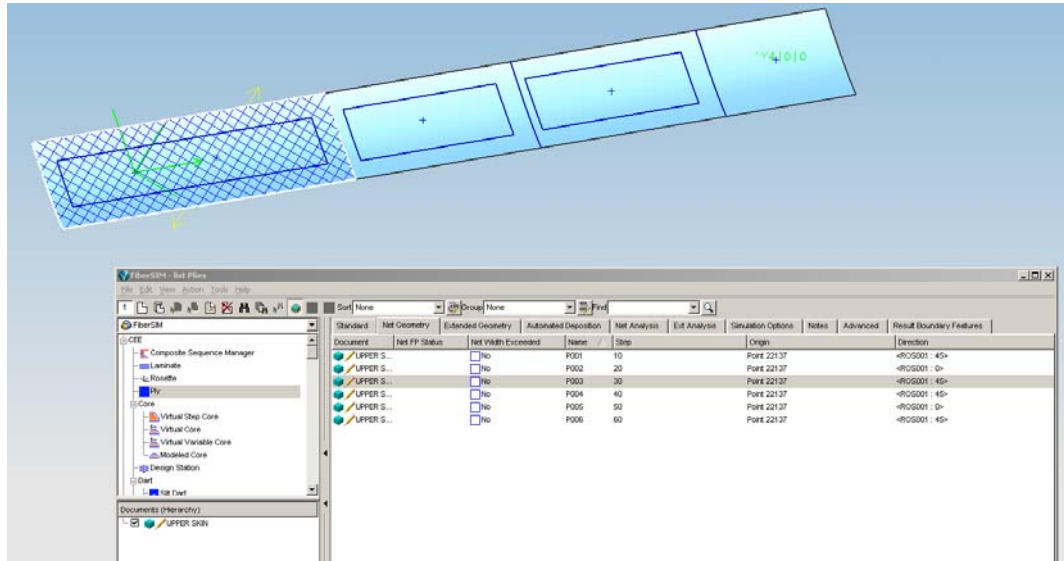 FiberSIM - list Plies
File Edit View Action Tools Help
Sort None Group None Find
FiberSIM
Standard Net Geometry Extended Geometry Automated Deposition Net Analysis Ext Analysis Simulation Options Notes Advanced Result Boundary Features
Document Net FP Status Net Width Exceeded Name Step Origin Direction
UPPER S... No P001 10 Point 22137 <ROS001 : 45>
UPPER S... No P002 20 Point 22137 <ROS001 : 0>
UPPER S... No P003 30 Point 22137 <ROS001 : 45>
UPPER S... No P004 40 Point 22137 <ROS001 : 45>
UPPER S... No P005 50 Point 22137 <ROS001 : 0>
UPPER S... No P006 60 Point 22137 <ROS001 : 45>
CEE
Composite Sequence Manager
Laminate
Rosette
Ply
Core
Virtual Step Core
Virtual Core
Virtual Variable Core
Modeled Core
Design Station
Dart
Slit Dart
Documents (Hierarchy)
UPPER SKIN